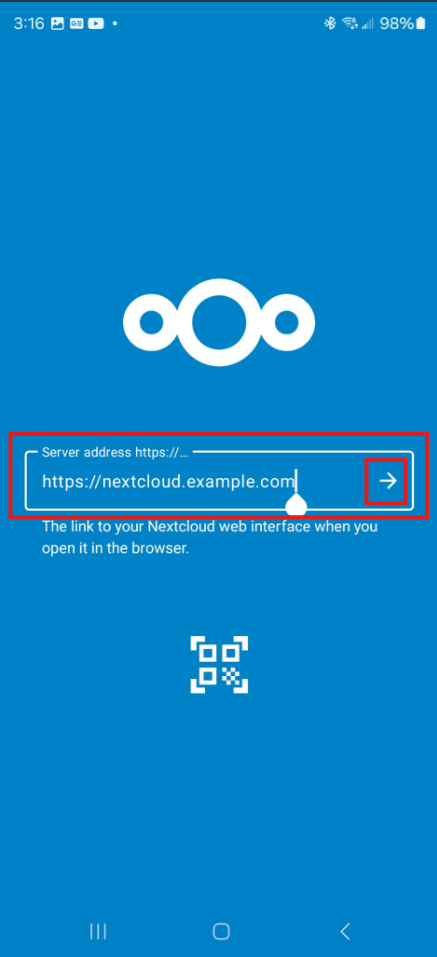 3:16
98%
Server address https://...
https://nextcloud.example.com
The link to your Nextcloud web interface when you
open it in the browser.